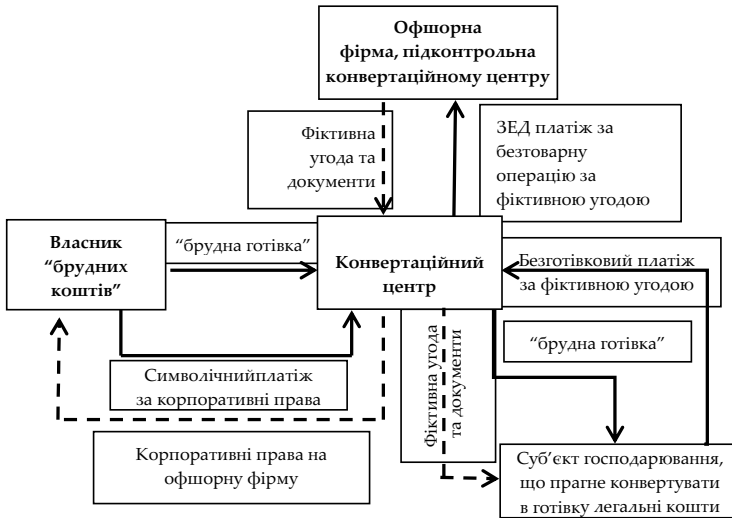 Офшорна
фірма, підконтрольна
конвертаційному центру
Фіктивна
угода та
документи
ЗЕД платіж за
безтоварну
операцію за
фіктивною угодою
Власник
“брудних
коштів”
“брудна готівка”
Конвертаційний
центр
Безготівковий платіж
за фіктивною угодою
Символічнийплатіж
за корпоративні права
Фіктивна угода
та документи
“брудна готівка”
Корпоративні права на
офшорну фірму
Суб’єкт господарювання,
що прагне конвертувати
в готівку легальні кошти